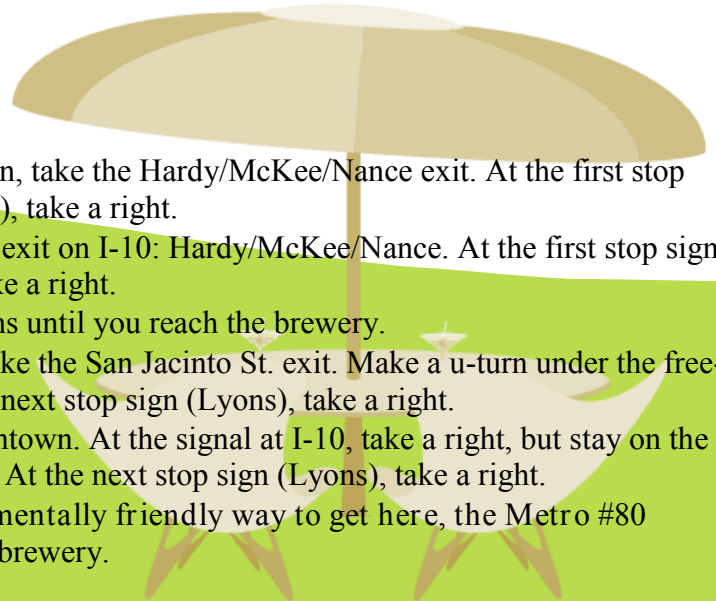 n, take the Hardy/McKee/Nance exit. At the first stop
), take a right.
exit on I-10: Hardy/McKee/Nance. At the first stop sign
ke a right.
ns until you reach the brewery.
ke the San Jacinto St. exit. Make a u-turn under the free-
next stop sign (Lyons), take a right.
ntown. At the signal at I-10, take a right, but stay on the
At the next stop sign (Lyons), take a right.
mentally friendly way to get here, the Metro #80
brewery.